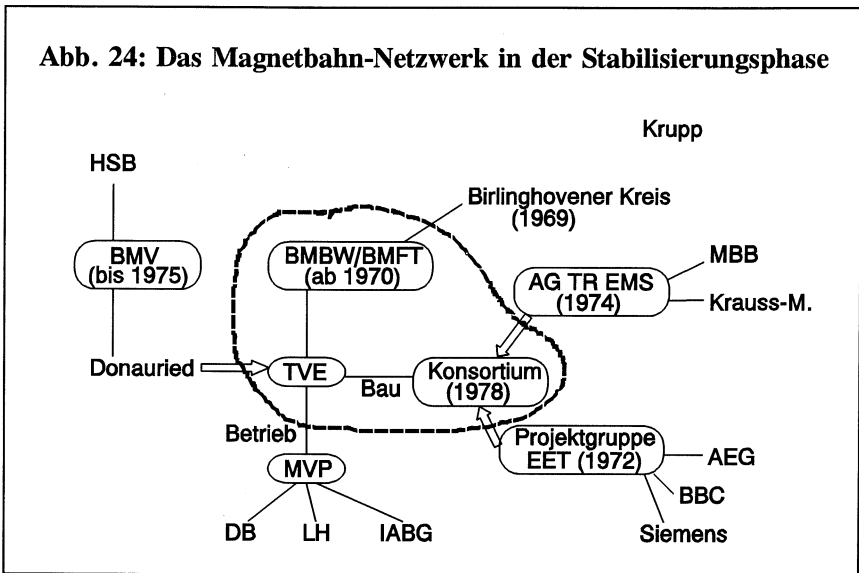 Abb. 24: Das Magnetbahn-Netzwerk in der Stabilisierungsphase
Krupp
HSB
Birlinghovener Kreis
(1969)
BMV
(bis 1975)
BMBW/BMFT
(ab 1970)
AG TR EMS
(1974)
MBB
Krauss-M.
Donauried
TVE
Bau
Konsortium
(1978)
Betrieb
Projektgruppe
EET (1972)
AEG
BBC
Siemens
MVP
DB
LH
IABG